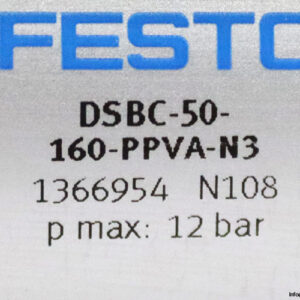 FESTO
DSBC-50-
160-PPVA-N3
1366954 N108
p max: 12 bar